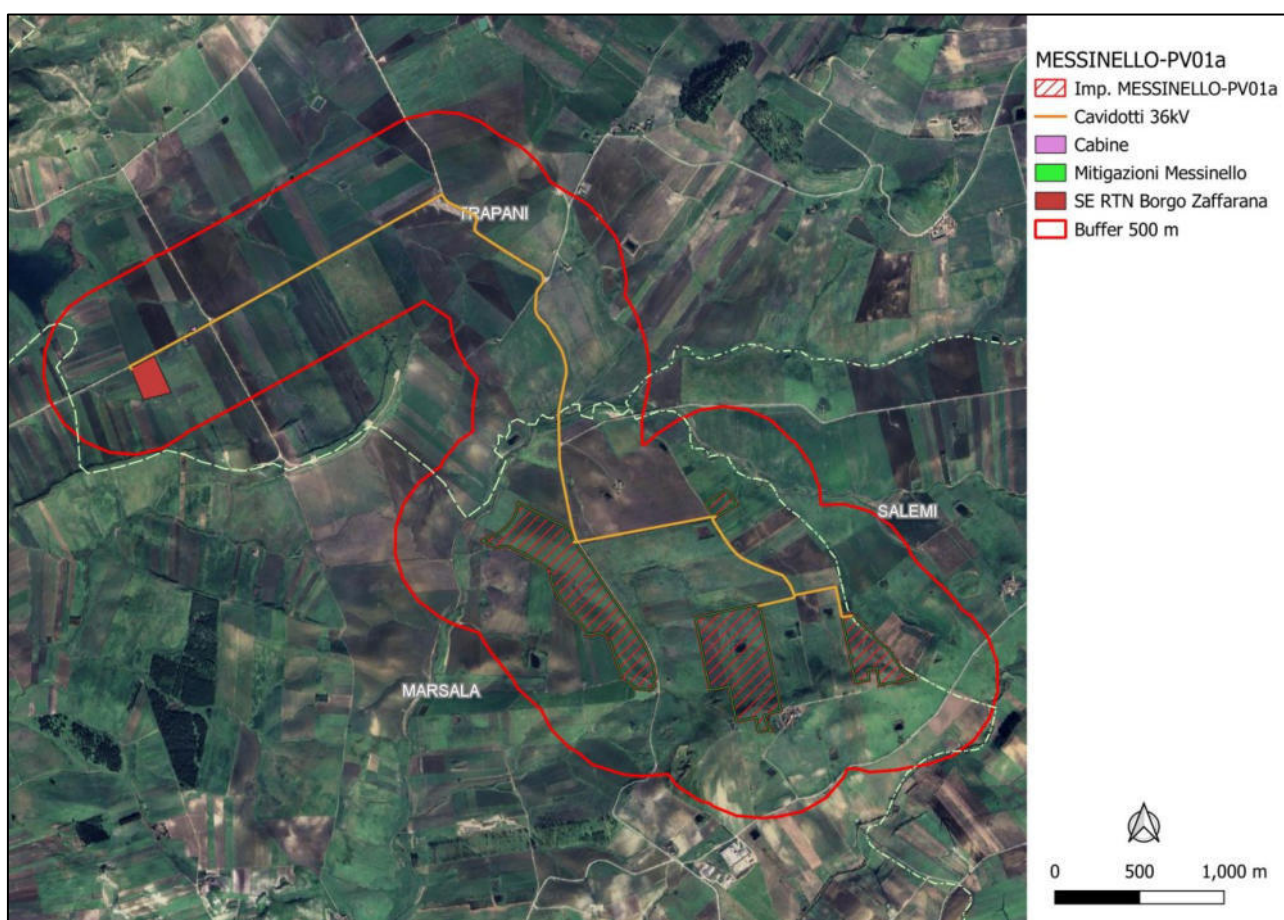 MESSINELLO-PV01a
Imp. MESSINELLO-PV01a
Cavidotti 36kV
Cabine
Mitigazioni Messinello
SE RTN Borgo Zaffarana
Buffer 500 m
TRAPANI
SALEMI
MARSALA
0 500 1,000 m